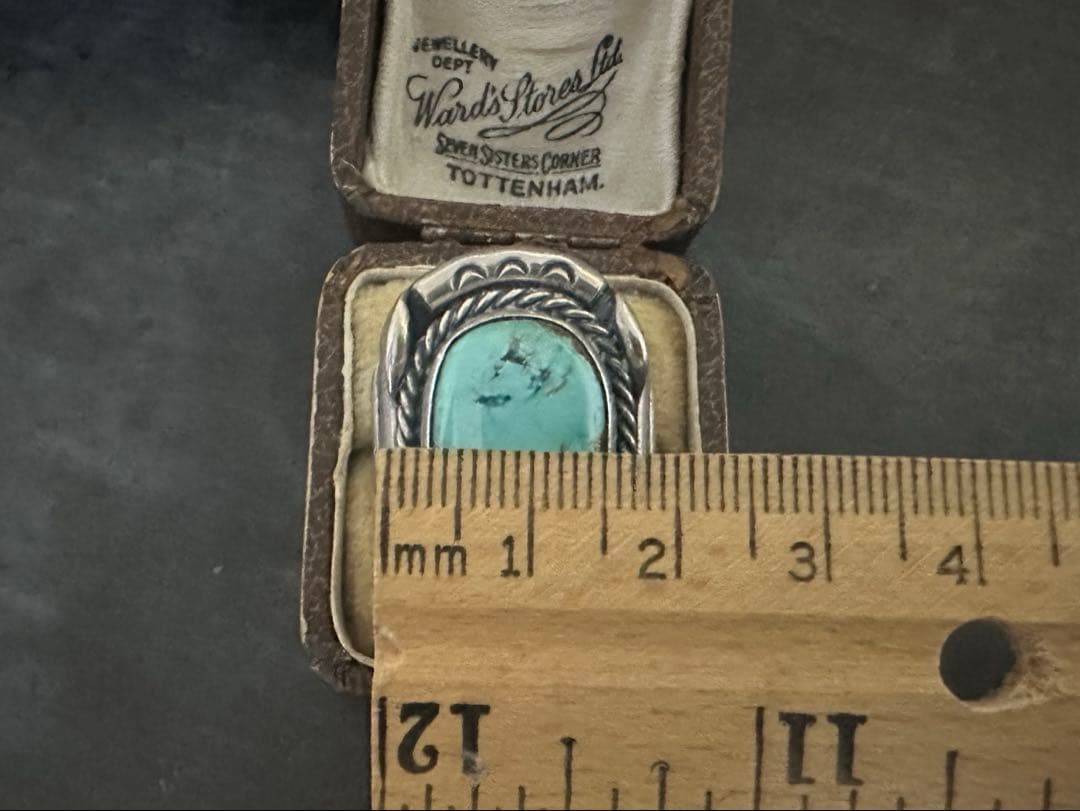 JEWELLERY
DEPT
Ward's Stores Ltd.
SEVEN SISTERS CORNER
TOTTENHAM.
mm 1 2 3 4
12 11